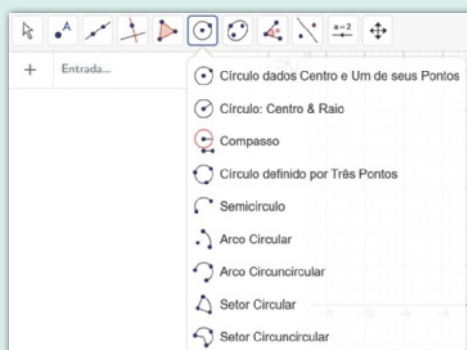 A
a=2
Entrada...
Círculo dados Centro e Um de seus Pontos
Círculo: Centro & Raio
Compasso
Círculo definido por Três Pontos
Semicírculo
Arco Circular
Arco Circuncircular
Setor Circular
Setor Circuncircular